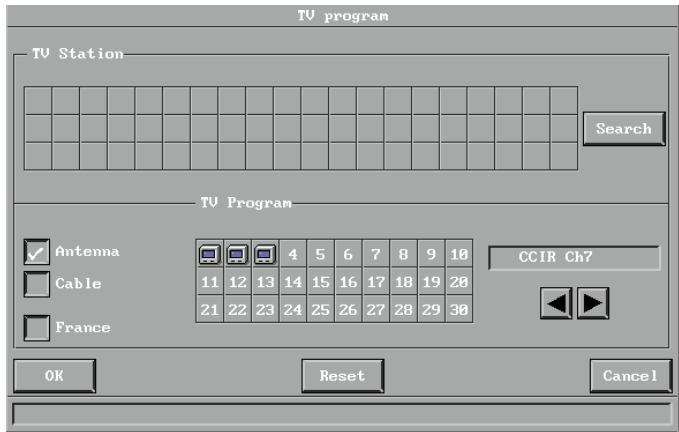 TV program
TV Station
Search
TV Program
Antenna
Cable
France
4 5 6 7 8 9 10
11 12 13 14 15 16 17 18 19 20
21 22 23 24 25 26 27 28 29 30
CCIR Ch7
OK
Reset
Cancel